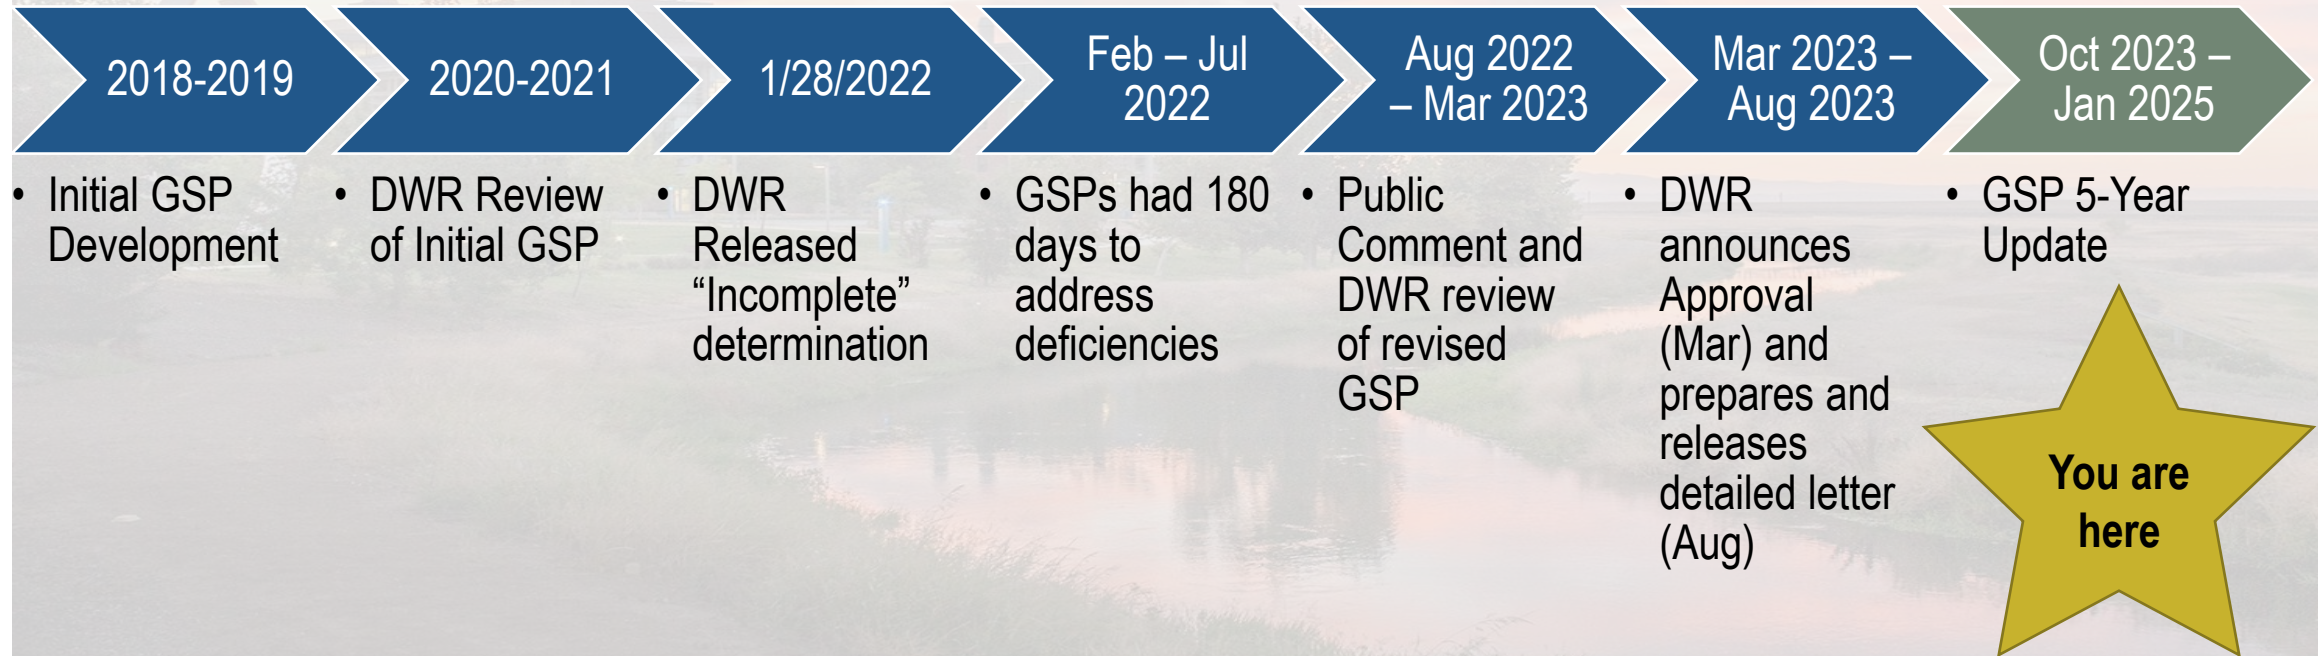 2018-2019
2020-2021
1/28/2022
Feb – Jul
2022
Aug 2022
– Mar 2023
Mar 2023 –
Aug 2023
Oct 2023 –
Jan 2025
• Initial GSP
Development
• DWR Review
of Initial GSP
• DWR
Released
“Incomplete”
determination
• GSPs had 180
days to
address
deficiencies
• Public
Comment and
DWR review
of revised
GSP
• DWR
announces
Approval
(Mar) and
prepares and
releases
detailed letter
(Aug)
• GSP 5-Year
Update
You are
here